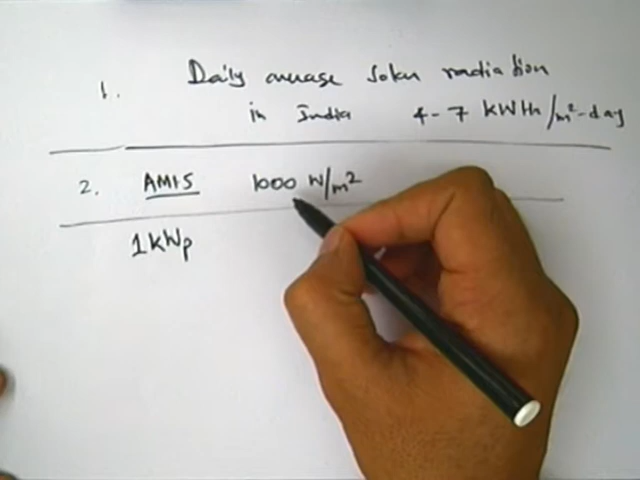 1. Daily average Solar radiation
in India 4-7 KWH/m²-day
2. AM1.5 1000 W/m²
1 KWp